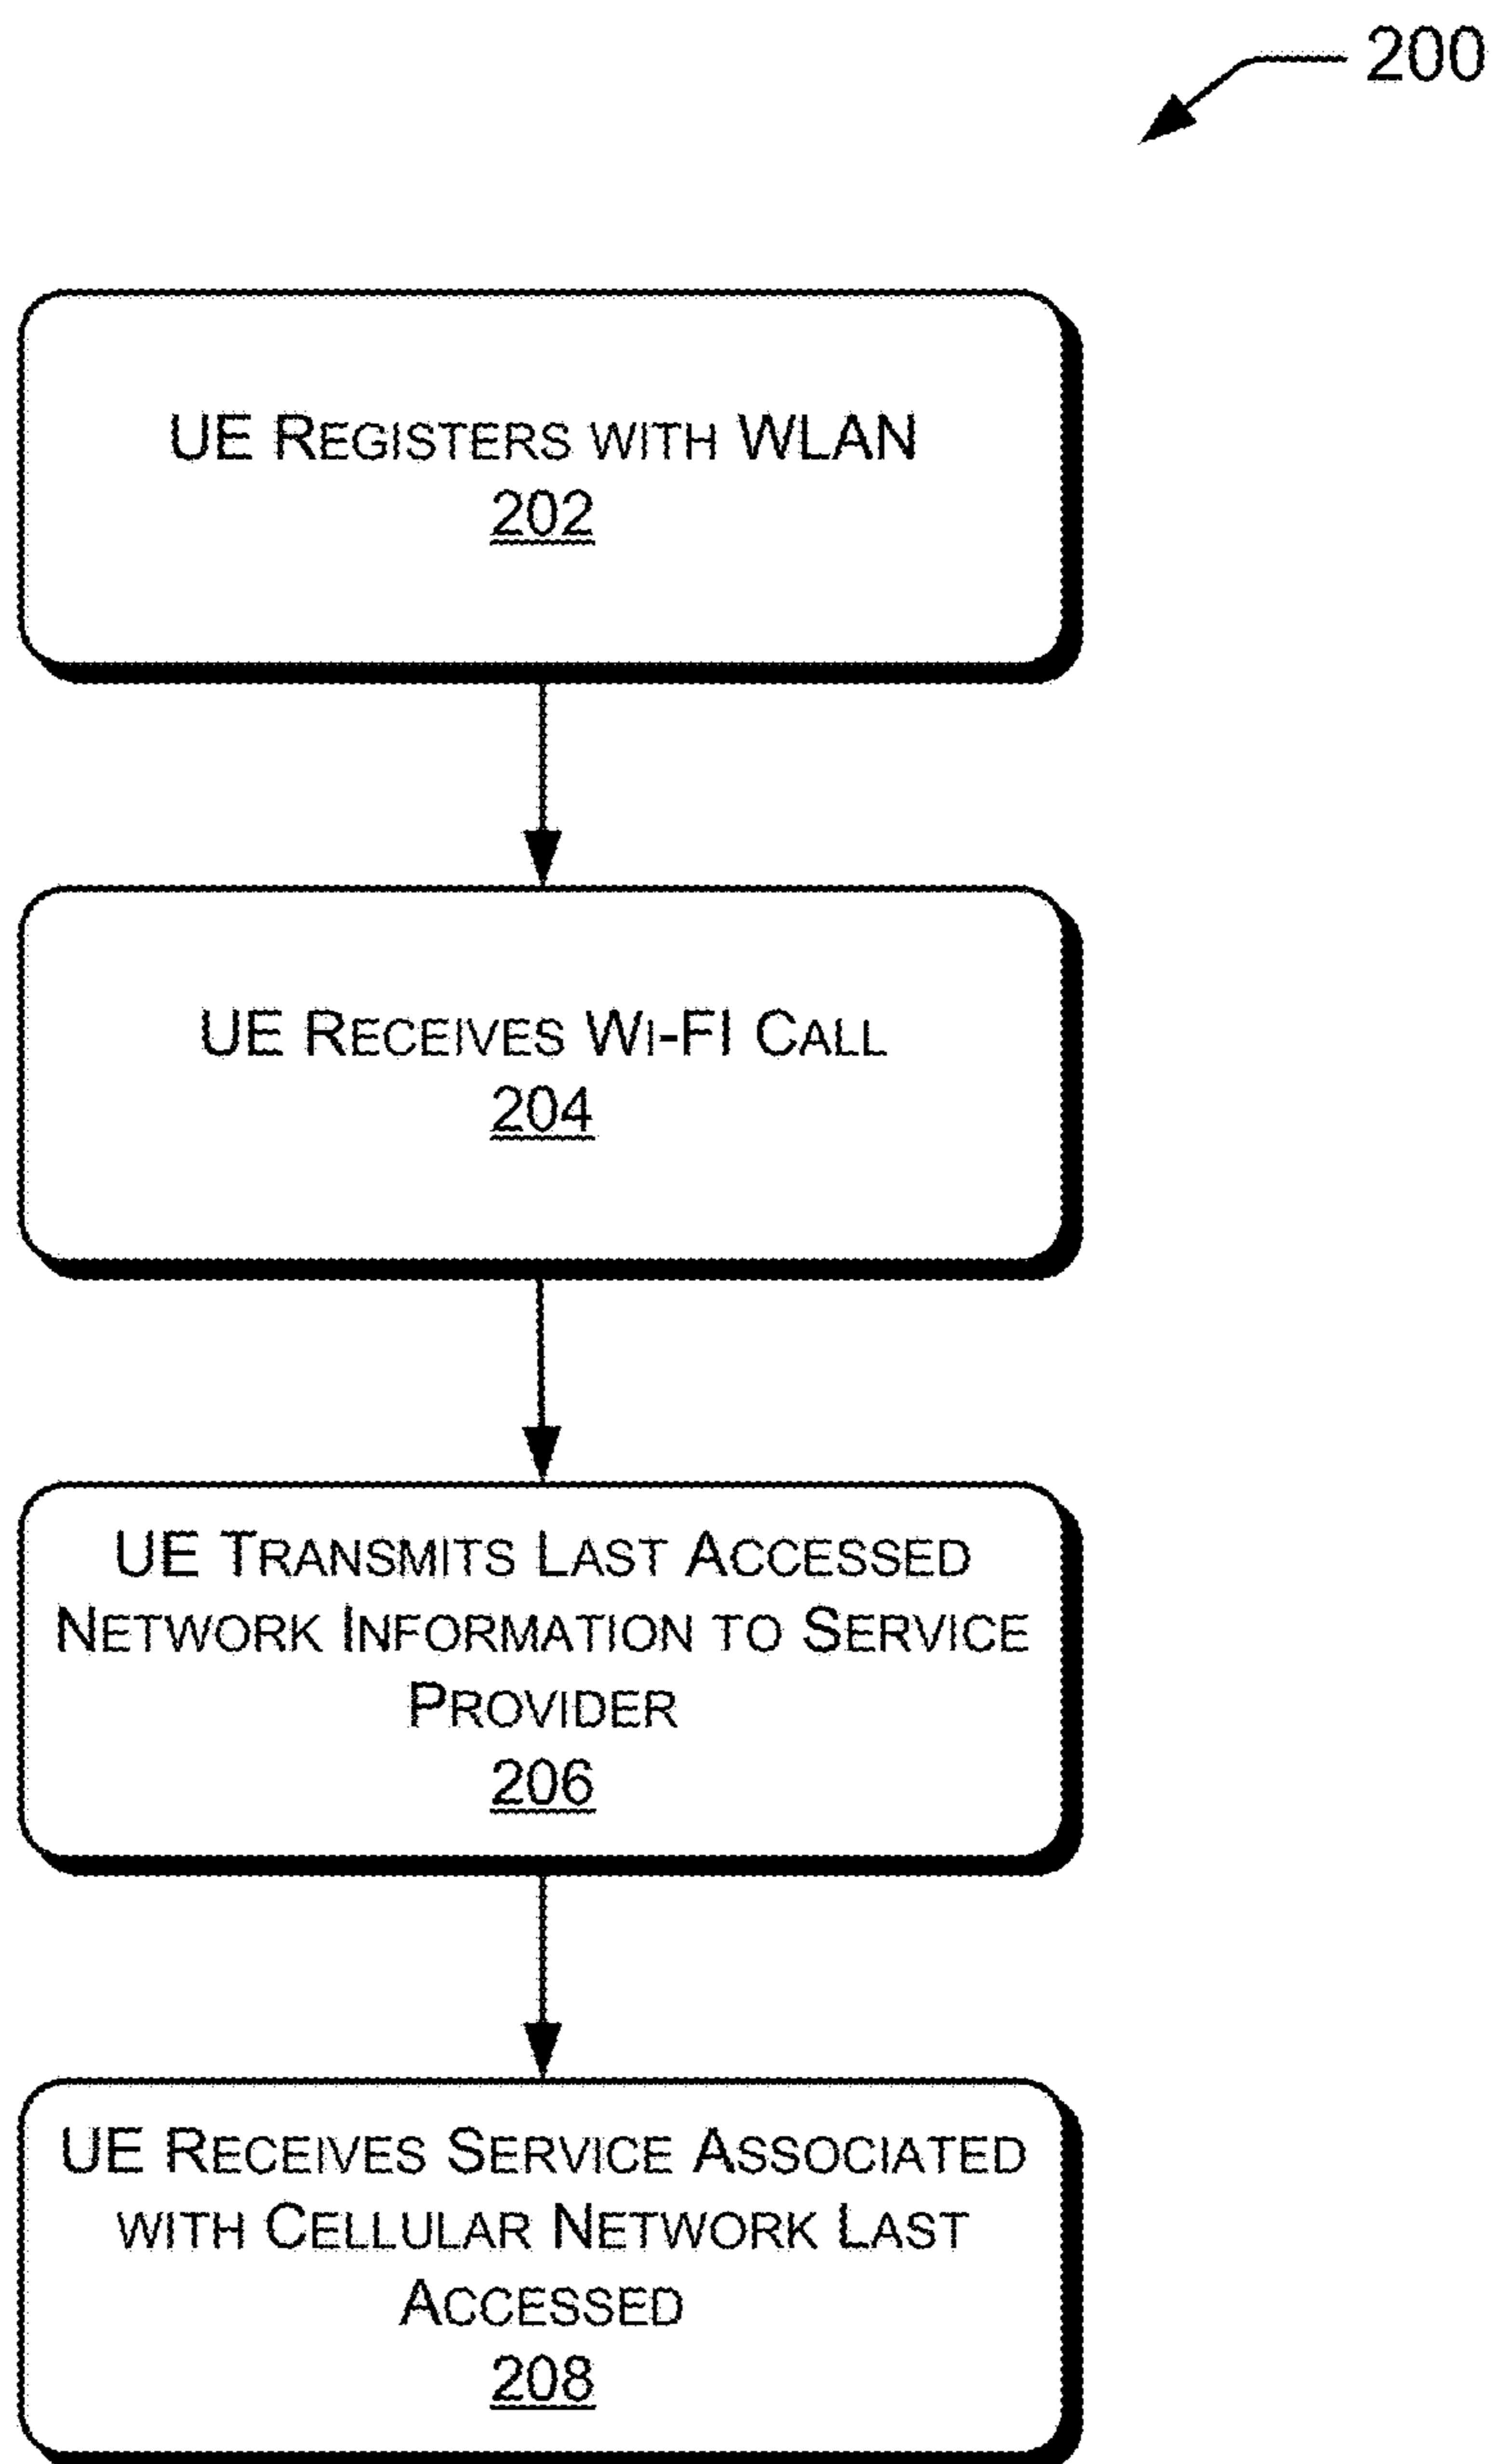 200
UE REGISTERS WITH WLAN
202
UE RECEIVES WI-FI CALL
204
UE TRANSMITS LAST ACCESSED
NETWORK INFORMATION TO SERVICE
PROVIDER
206
UE RECEIVES SERVICE ASSOCIATED
WITH CELLULAR NETWORK LAST
ACCESSED
208